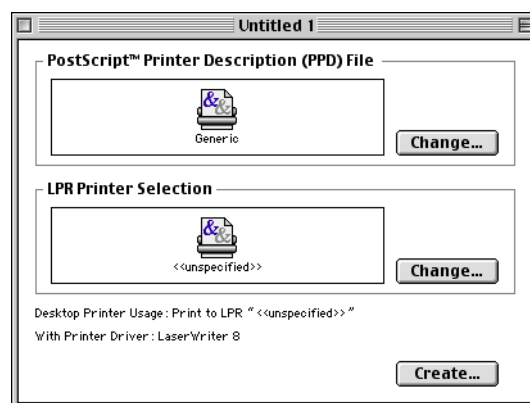 Untitled 1
PostScript™ Printer Description (PPD) File
Generic
Change...
LPR Printer Selection
<<unspecified>>
Change...
Desktop Printer Usage: Print to LPR “<<unspecified>>”
With Printer Driver: LaserWriter 8
Create...